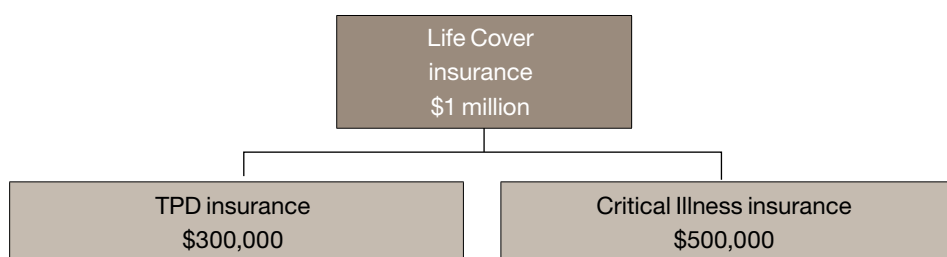 Life Cover
insurance
$1 million
TPD insurance
$300,000
Critical Illness insurance
$500,000